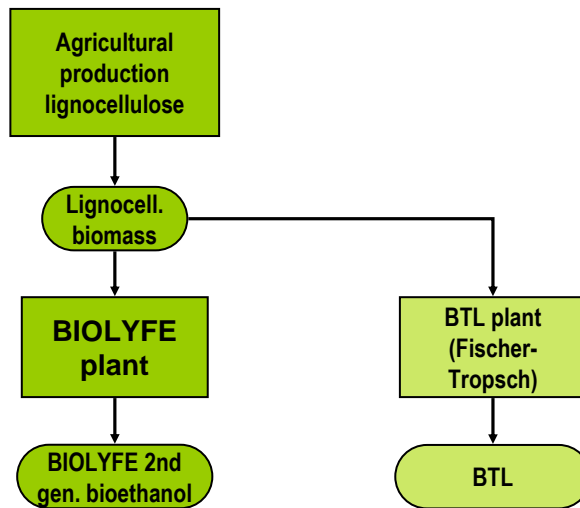 Agricultural
production
lignocellulose
Lignocell.
biomass
BIOLYFE
plant
BTL plant
(Fischer-
Tropsch)
BIOLYFE 2nd
gen. bioethanol
BTL